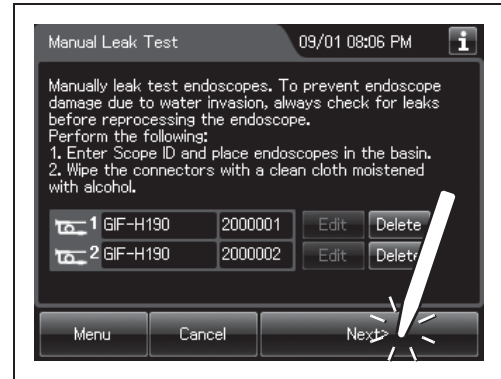 Manual Leak Test 09/01 08:06 PM i
Manually leak test endoscopes. To prevent endoscope
damage due to water invasion, always check for leaks
before reprocessing the endoscope.
Perform the following:
1. Enter Scope ID and place endoscopes in the basin.
2. Wipe the connectors with a clean cloth moistened
with alcohol.
1 GIF-H190 2000001 Edit Delete
2 GIF-H190 2000002 Edit Delete
Menu Cancel Next>